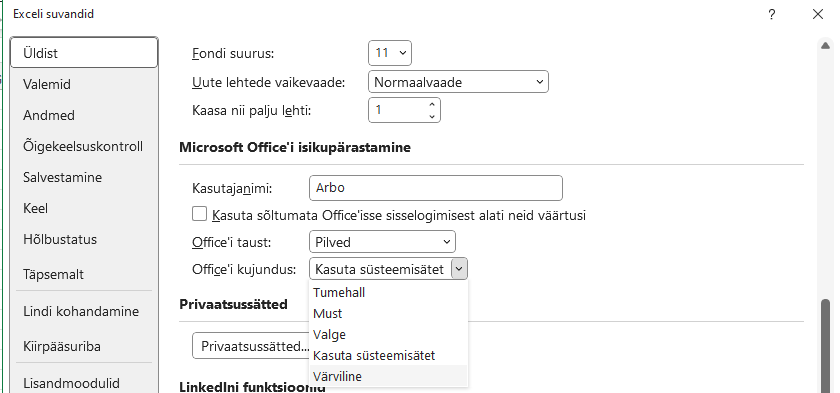 Exceli suvandid
?
Üldist
Valemid
Andmed
Õigekeelsuskontroll
Salvestamine
Keel
Hõlbustatus
Täpsemalt
Lindi kohandamine
Kiirpääsuriba
Lisandmoodulid
Fondi suurus: 11
Uute lehtede vaikevaade: Normaalvaade
Kaasa nii palju lehti: 1
Microsoft Office'i isikupärastamine
Kasutajanimi: Arbo
Kasuta sõltumata Office'isse sisselogimisest alati neid väärtusi
Office'i taust: Pilved
Office'i kujundus: Kasuta süsteemisätet
Tumehall
Must
Valge
Kasuta süsteemisätet
Värviline
Privaatsussätted
Privaatsussätted...
LinkedIni funktsioonid